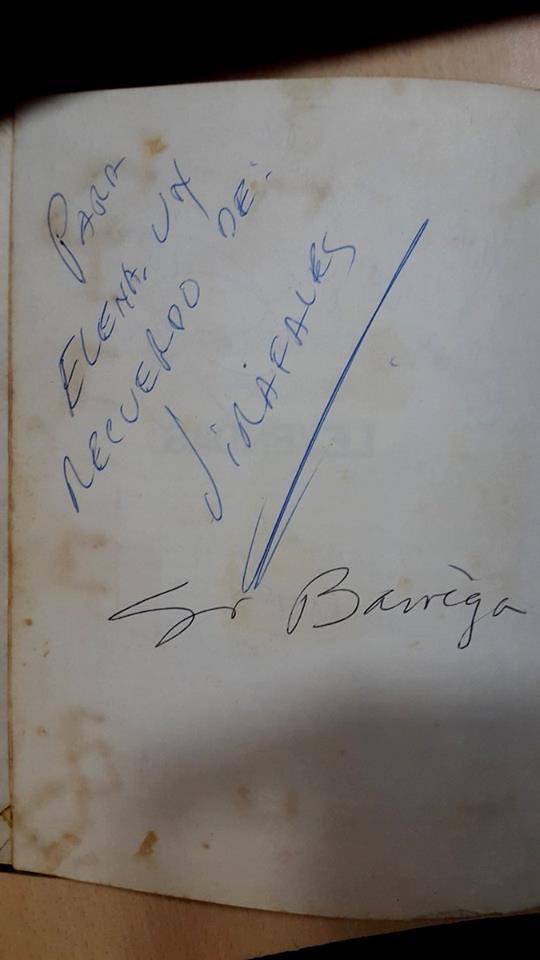 PARA
ELENA, UN
RECUERDO DE:
JIRAFALES
Sr Barriga